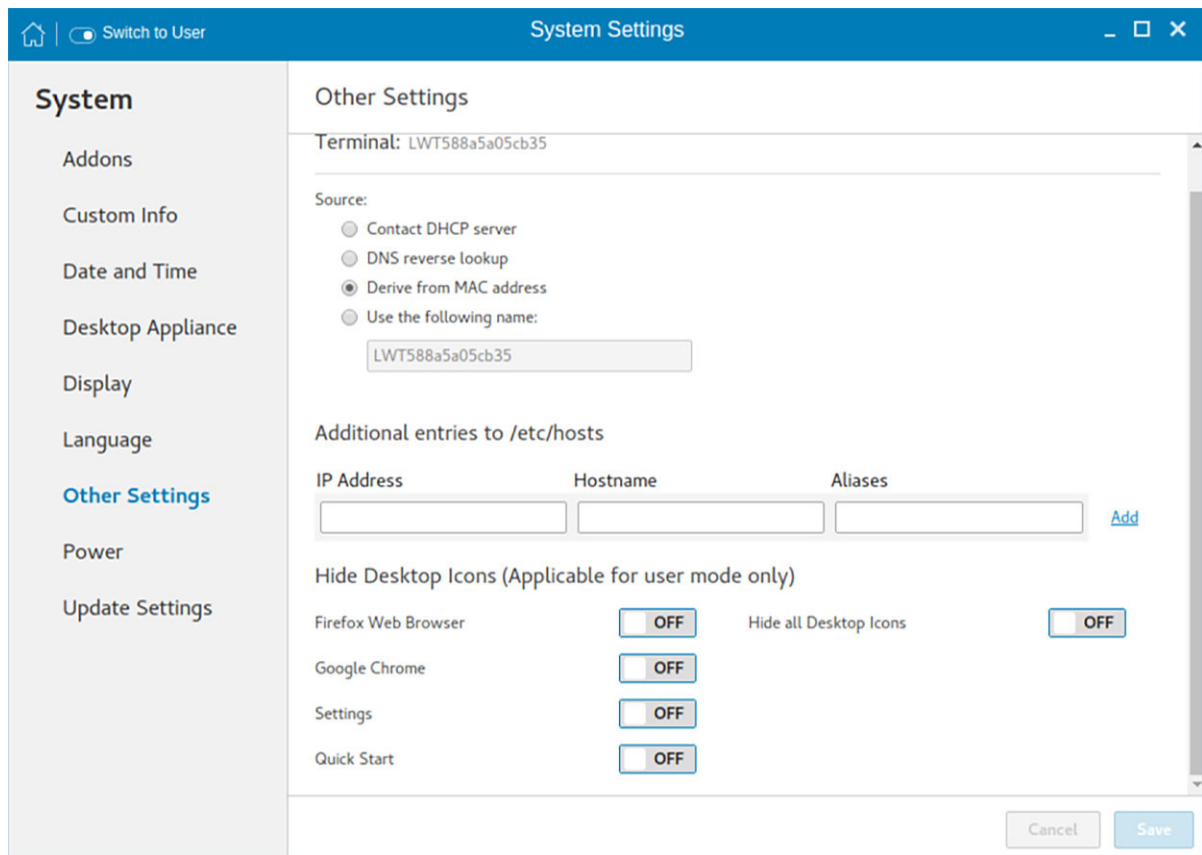 Switch to User
System Settings
System
Addons
Custom Info
Date and Time
Desktop Appliance
Display
Language
Other Settings
Power
Update Settings
Other Settings
Terminal: LWT588a5a05cb35
Source:
Contact DHCP server
DNS reverse lookup
Derive from MAC address
Use the following name:
LWT588a5a05cb35
Additional entries to /etc/hosts
IP Address Hostname Aliases
Add
Hide Desktop Icons (Applicable for user mode only)
Firefox Web Browser OFF Hide all Desktop Icons OFF
Google Chrome OFF
Settings OFF
Quick Start OFF
Cancel Save